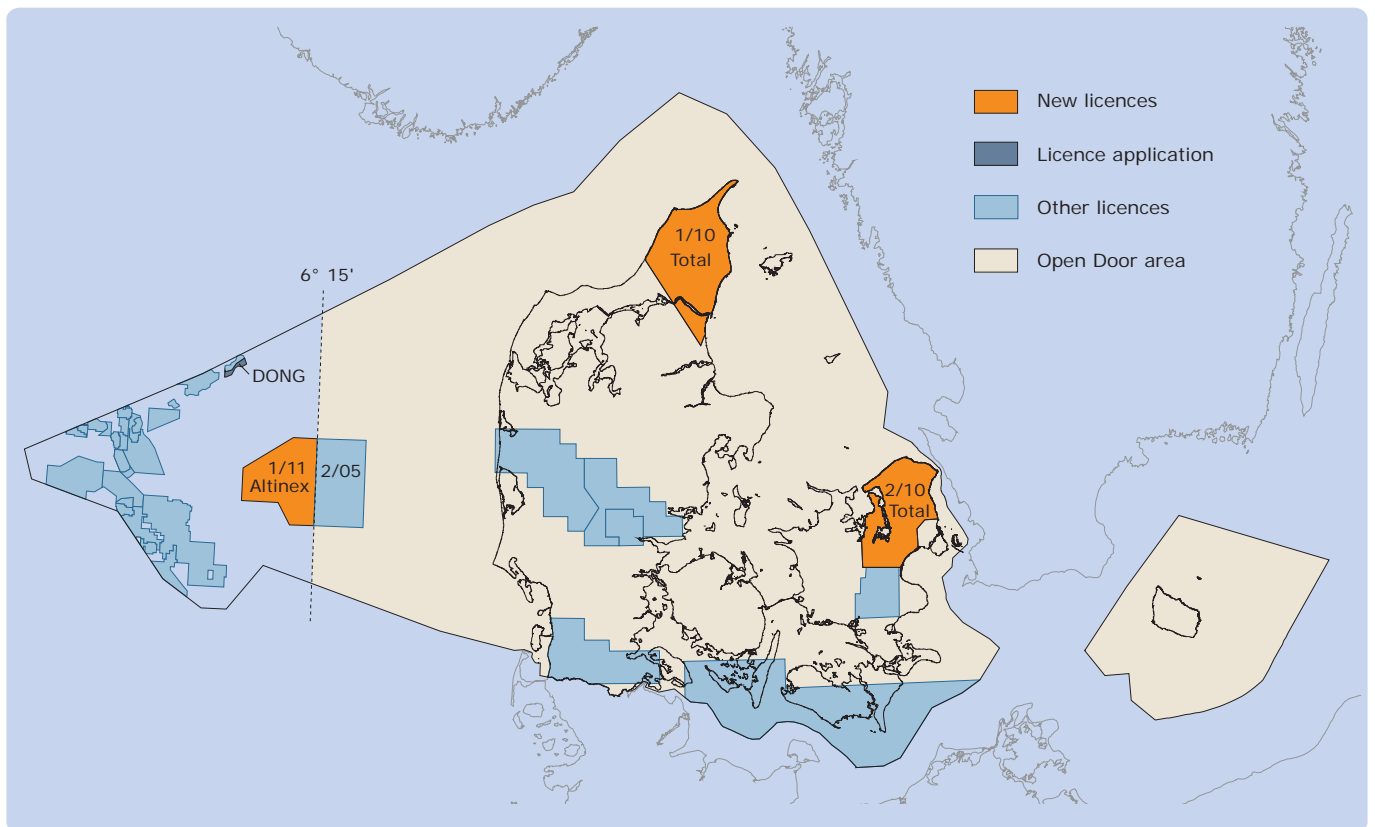 New licences
Licence application
Other licences
Open Door area
1/10
Total
6° 15'
DONG
1/11
Altinex
2/05
2/10
Total